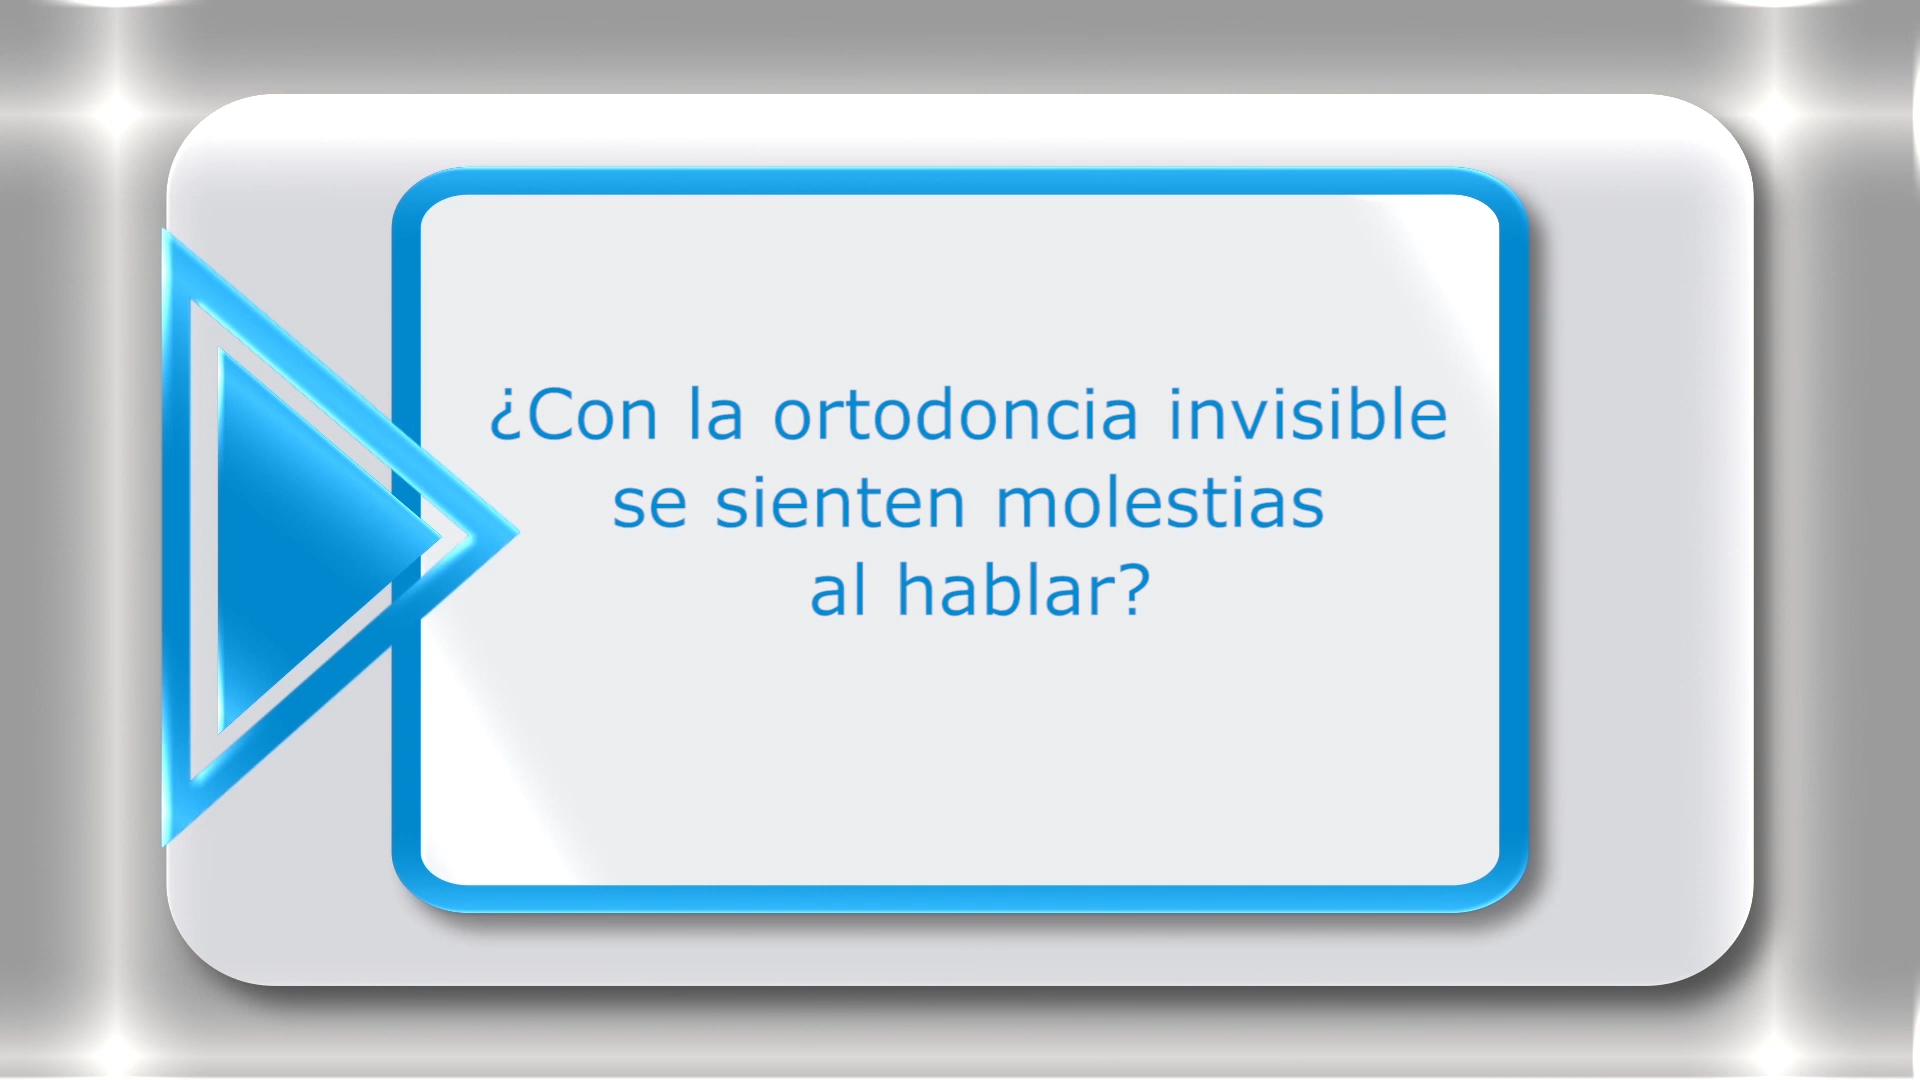 ¿Con la ortodoncia invisible
se sienten molestias
al hablar?